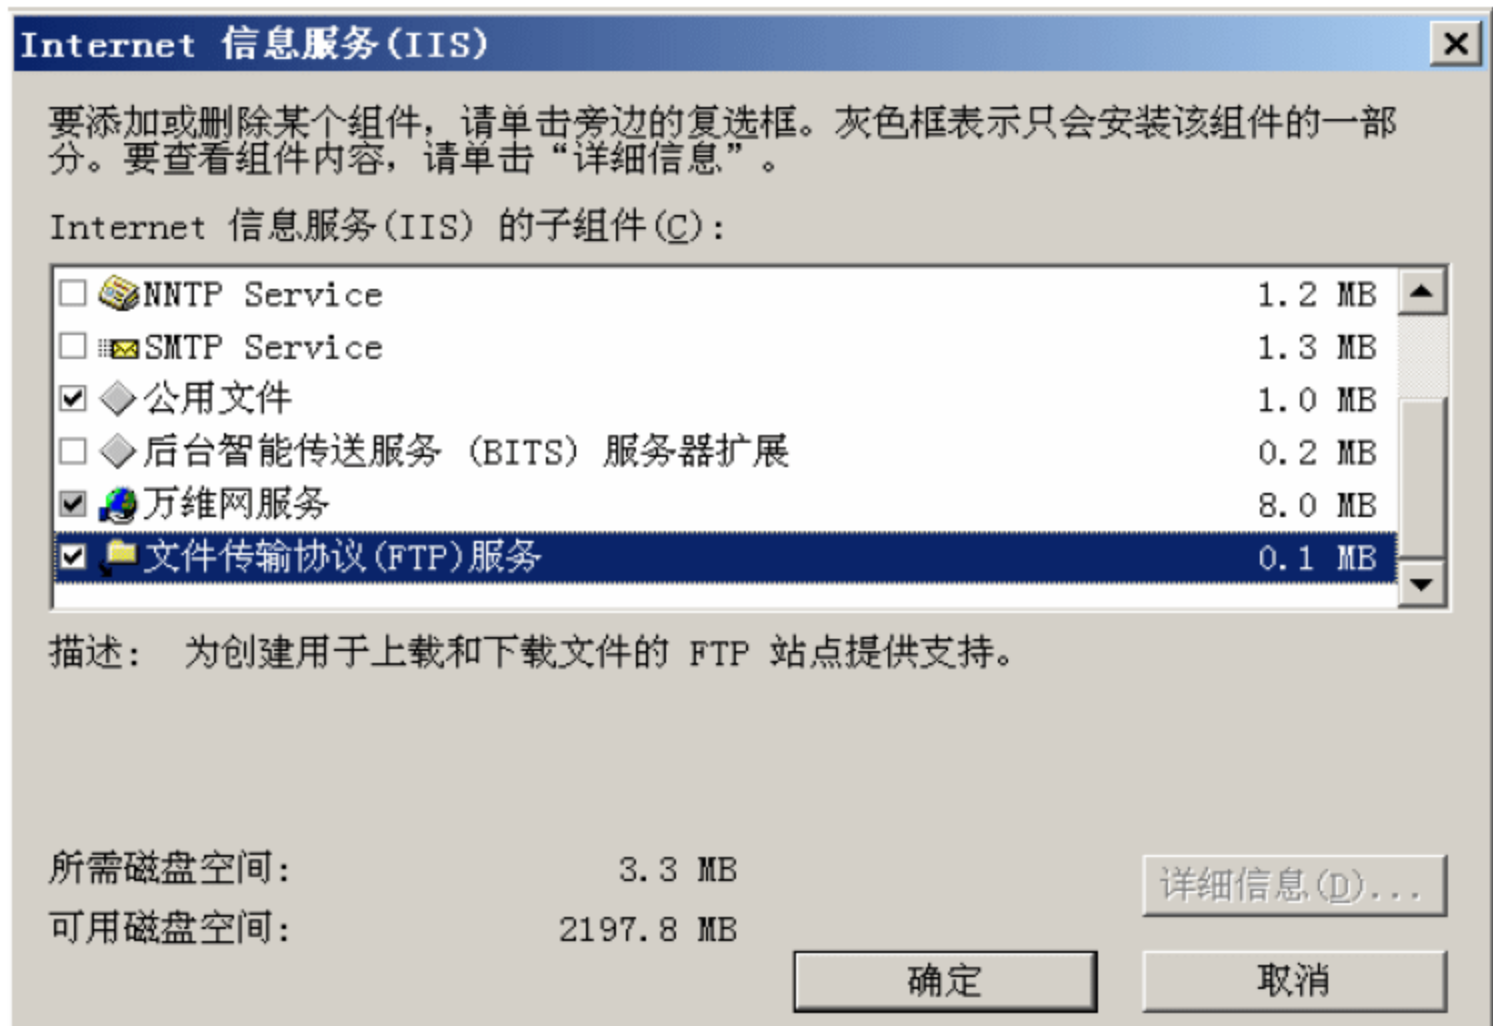 Internet 信息服务(IIS)
要添加或删除某个组件，请单击旁边的复选框。灰色框表示只会安装该组件的一部
分。要查看组件内容，请单击“详细信息”。
Internet 信息服务(IIS) 的子组件(C):
NNTP Service 1.2 MB
SMTP Service 1.3 MB
公用文件 1.0 MB
后台智能传送服务 (BITS) 服务器扩展 0.2 MB
万维网服务 8.0 MB
文件传输协议(FTP)服务 0.1 MB
描述: 为创建用于上载和下载文件的 FTP 站点提供支持。
所需磁盘空间: 3.3 MB
详细信息(D)...
可用磁盘空间: 2197.8 MB
确定 取消